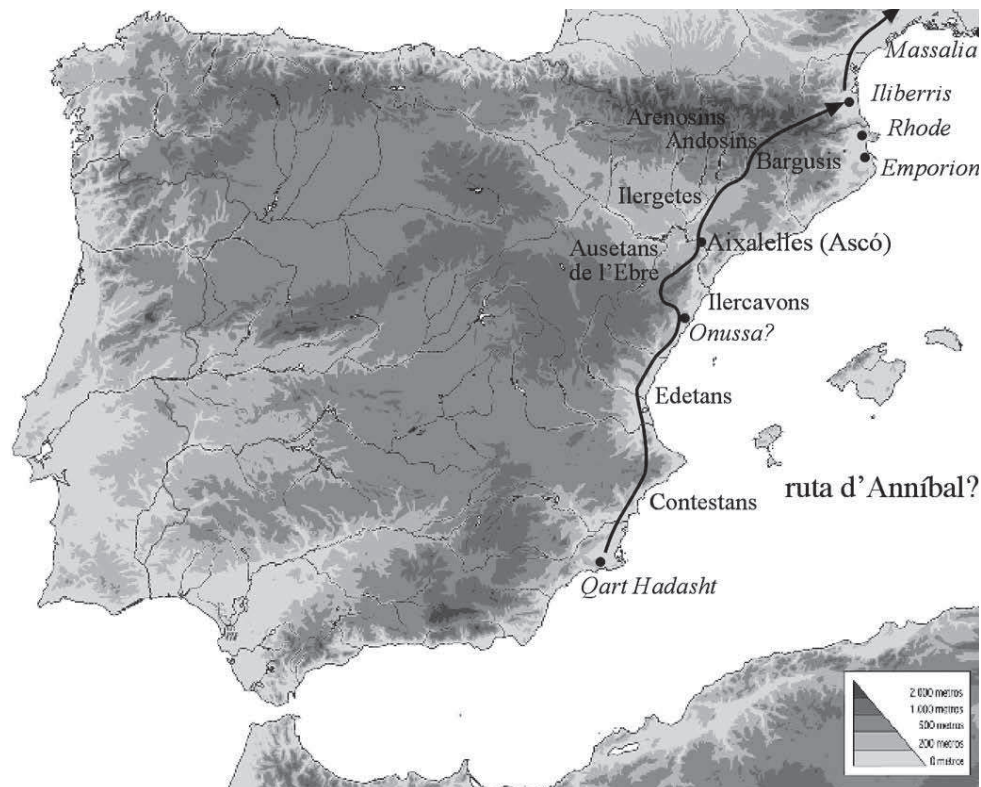 Massalia
Iliberris
Arenosins
Rhode
Andosins
Bargusis
Emporion
Ilergetes
Aixalelles (Ascó)
Ausetans
de l'Ebre
Ilercavons
Onussa?
Edetans
ruta d'Anníbal?
Contestans
Qart Hadasht
2.000 metros
1.000 metros
500 metros
200 metros
0 metros